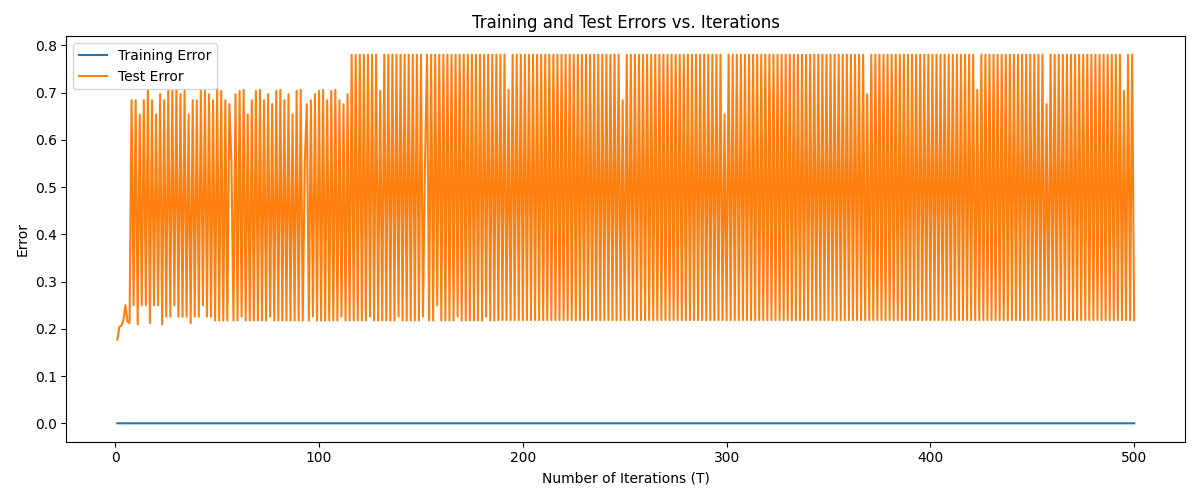 Training and Test Errors vs. Iterations
Training Error
Test Error
0.8
0.7
0.6
0.5
0.4
0.3
0.2
0.1
0.0
Error
0 100 200 300 400 500
Number of Iterations (T)